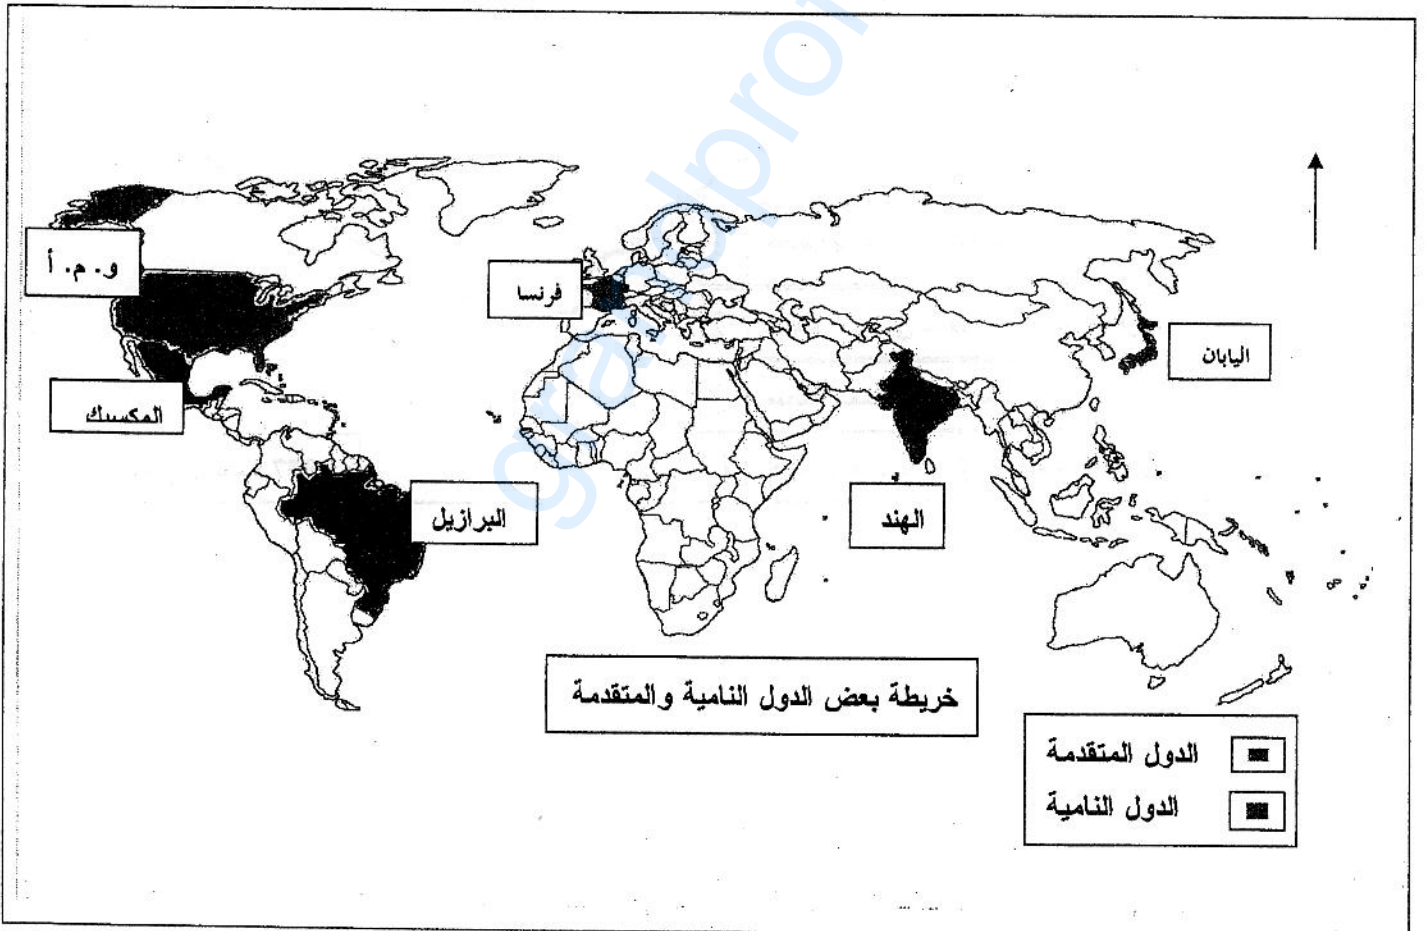 و. م. أ
فرنسا
اليابان
المكسيك
البرازيل
الهند
خريطة بعض الدول النامية والمتقدمة
الدول المتقدمة
الدول النامية